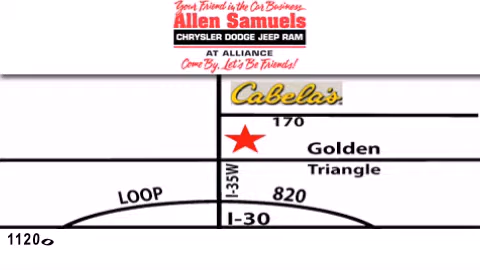 Your Friend in the Car Business
Allen Samuels
CHRYSLER DODGE JEEP RAM
AT ALLIANCE
Come By, Let's Be Friends!
Cabela's
170
Golden
Triangle
I-35W
LOOP 820
I-30
1120